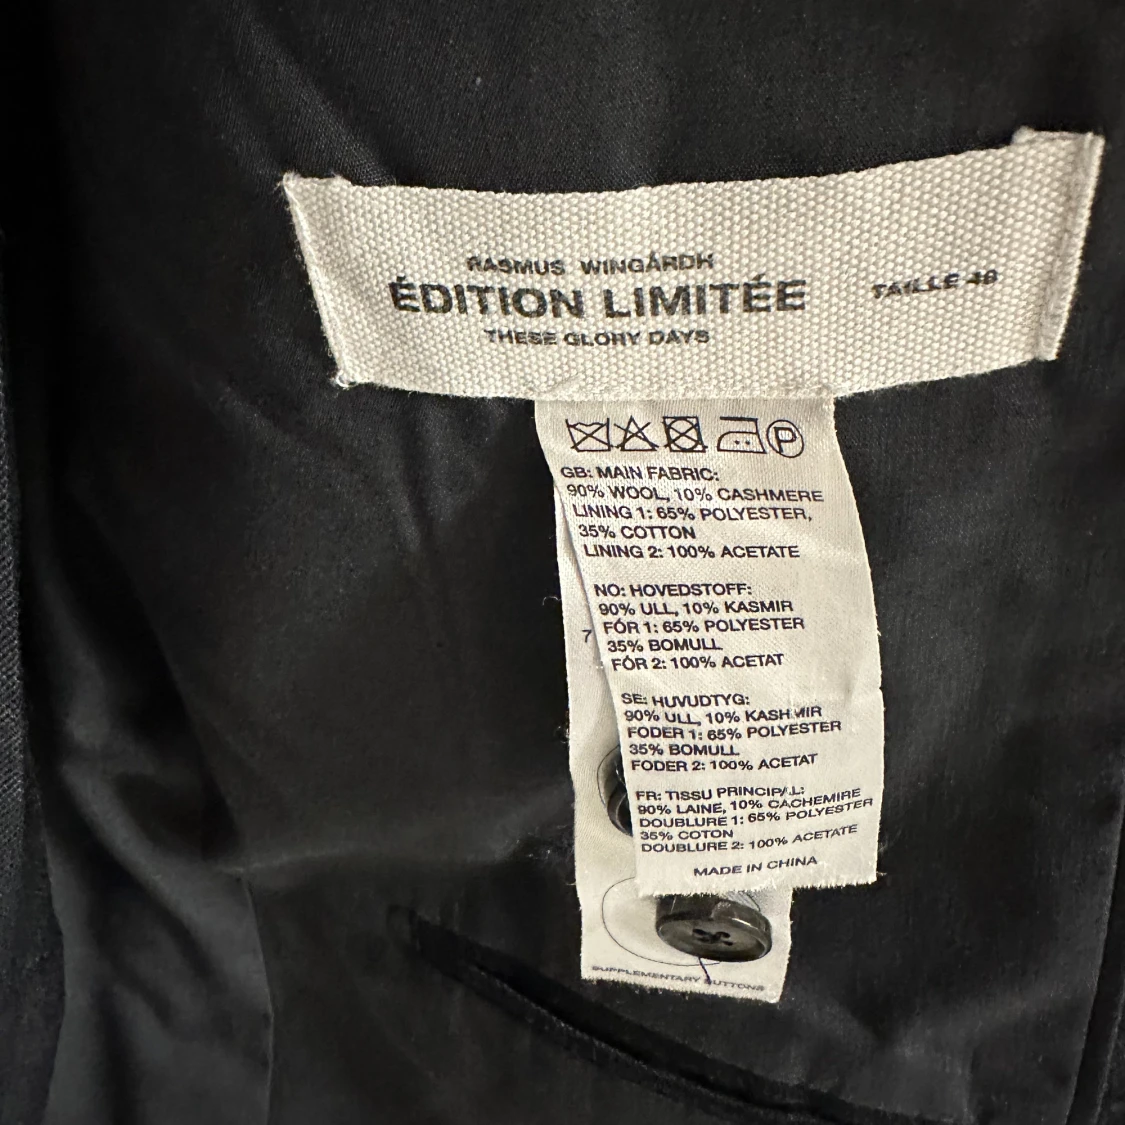 RASMUS WINGÅRDH
ÉDITION LIMITÉE
THESE GLORY DAYS
TAILLE 48
P
GB: MAIN FABRIC:
90% WOOL, 10% CASHMERE
LINING 1: 65% POLYESTER,
35% COTTON
LINING 2: 100% ACETATE
NO: HOVEDSTOFF:
90% ULL, 10% KASMIR
FÓR 1: 65% POLYESTER
35% BOMULL
FÓR 2: 100% ACETAT
SE: HUVUDTYG:
90% ULL, 10% KASHMIR
FODER 1: 65% POLYESTER
35% BOMULL
FODER 2: 100% ACETAT
FR: TISSU PRINCIPAL:
90% LAINE, 10% CACHEMIRE
DOUBLURE 1: 65% POLYESTER
35% COTON
DOUBLURE 2: 100% ACETATE
MADE IN CHINA
7
SUPPLEMENTARY BUTTONS